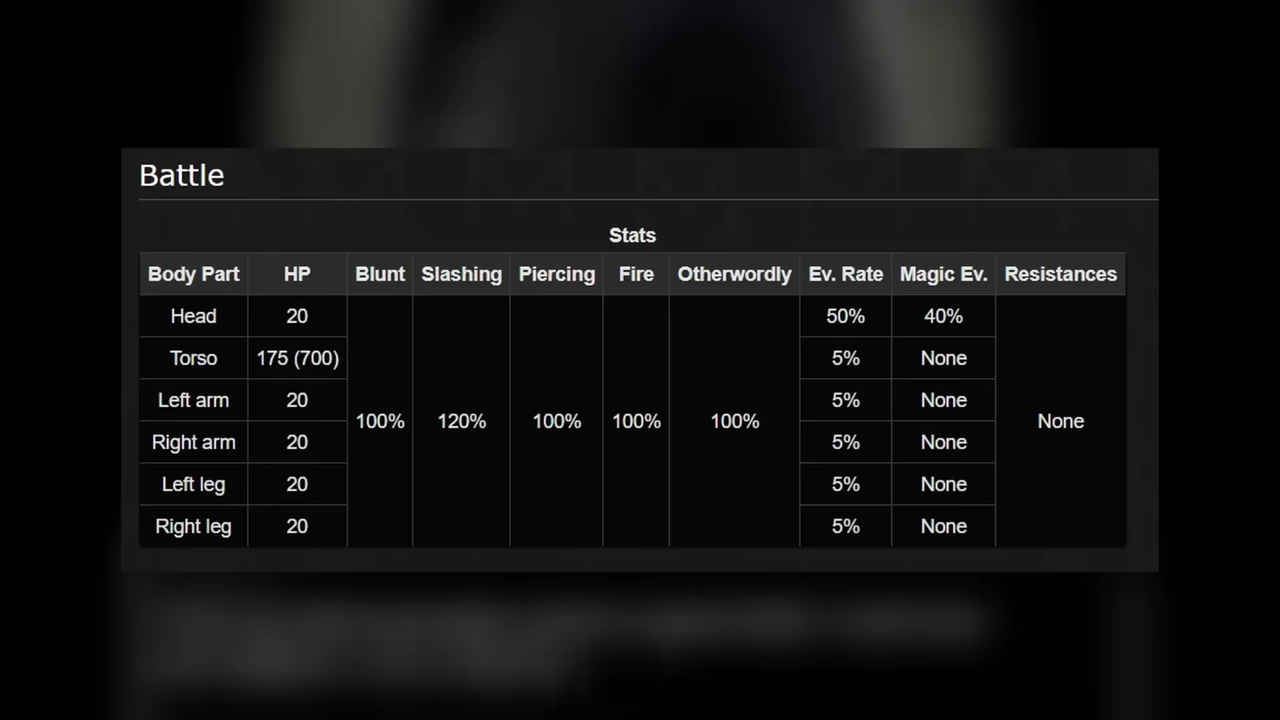 Battle
Stats
Body Part HP Blunt Slashing Piercing Fire Otherwordly Ev. Rate Magic Ev. Resistances
Head 20 50% 40%
Torso 175 (700) 5% None
Left arm 20 5% None
100% 120% 100% 100% 100% None
Right arm 20 5% None
Left leg 20 5% None
Right leg 20 5% None